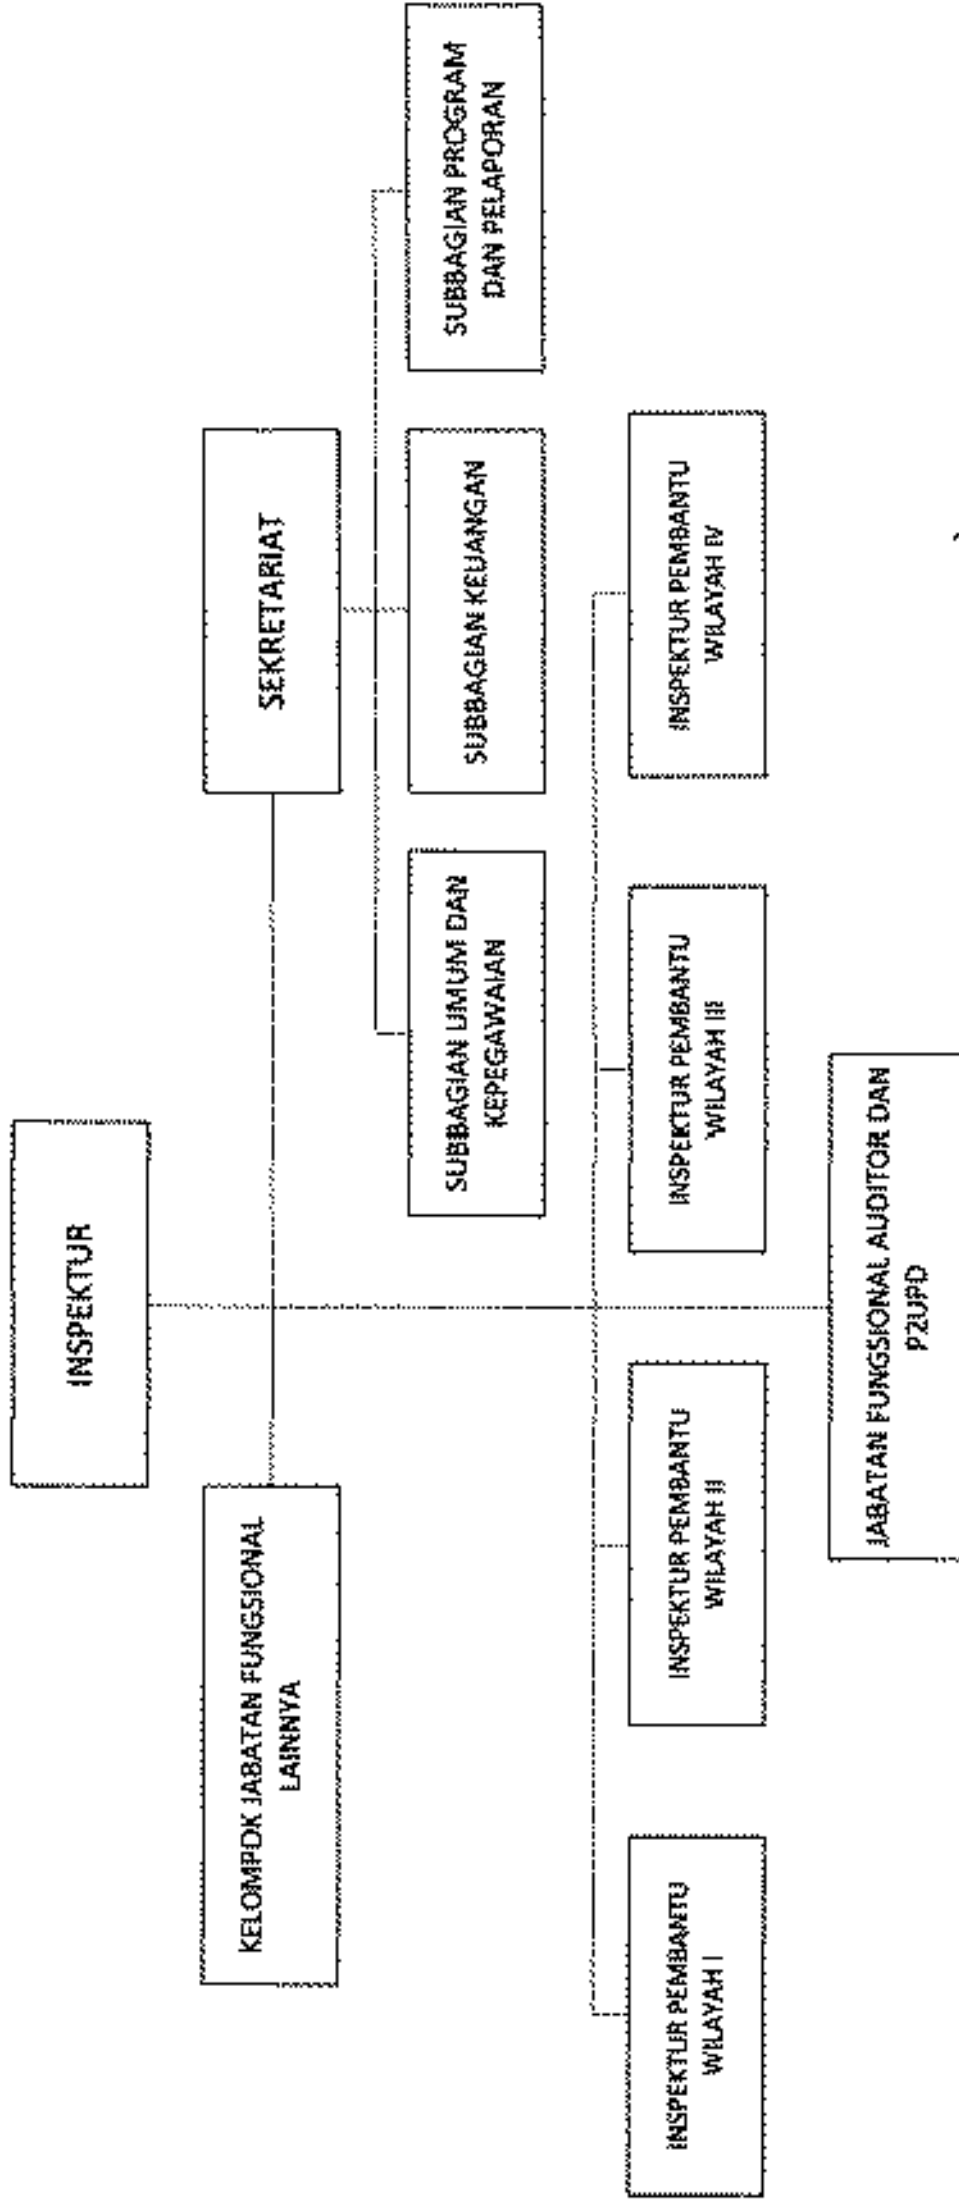 INSPEKTUR
KELOMPOK JABATAN FUNGSIONAL
LAINNYA
SEKRETARIAT
SUBBAGIAN UMUM DAN
KEPEGAWAIAN
SUBBAGIAN KEUANGAN
SUBBAGIAN PROGRAM
DAN PELAPORAN
INSPEKTUR PEMBANTU
WILAYAH I
INSPEKTUR PEMBANTU
WILAYAH II
INSPEKTUR PEMBANTU
WILAYAH III
INSPEKTUR PEMBANTU
WILAYAH IV
JABATAN FUNGSIONAL AUDITOR DAN
P2UPD